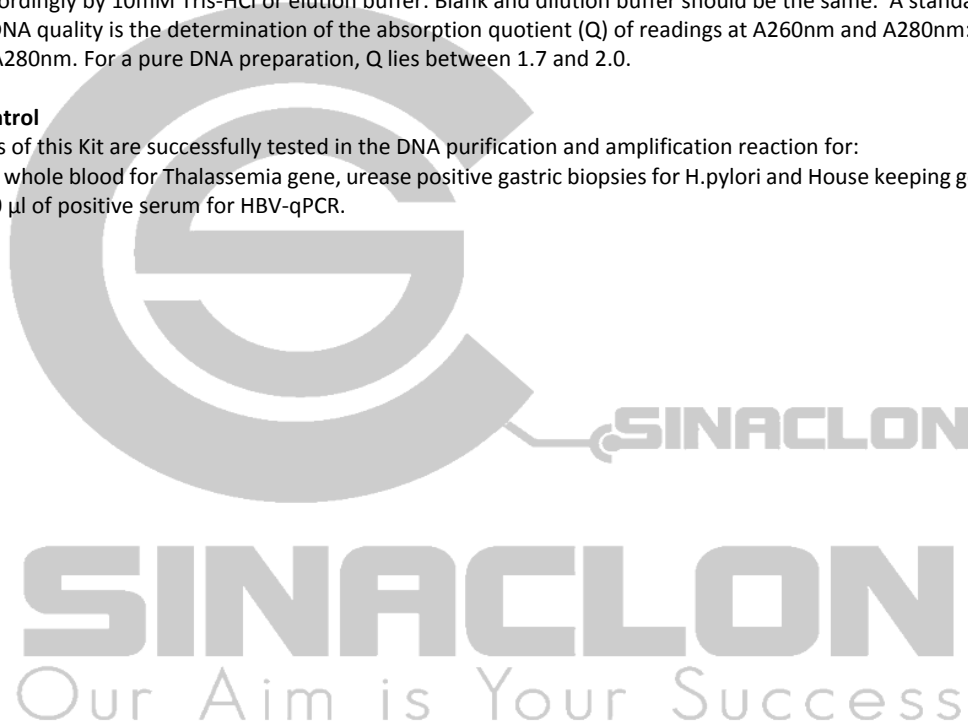 ordingly by 10mM Tris-HCl or elution buffer. Blank and dilution buffer should be the same. A standa
NA quality is the determination of the absorption quotient (Q) of readings at A260nm and A280nm:
A280nm. For a pure DNA preparation, Q lies between 1.7 and 2.0.
ntrol
s of this Kit are successfully tested in the DNA purification and amplification reaction for:
whole blood for Thalassemia gene, urease positive gastric biopsies for H.pylori and House keeping g
0 µl of positive serum for HBV-qPCR.
SINACLON
SINACLON
Our Aim is Your Success